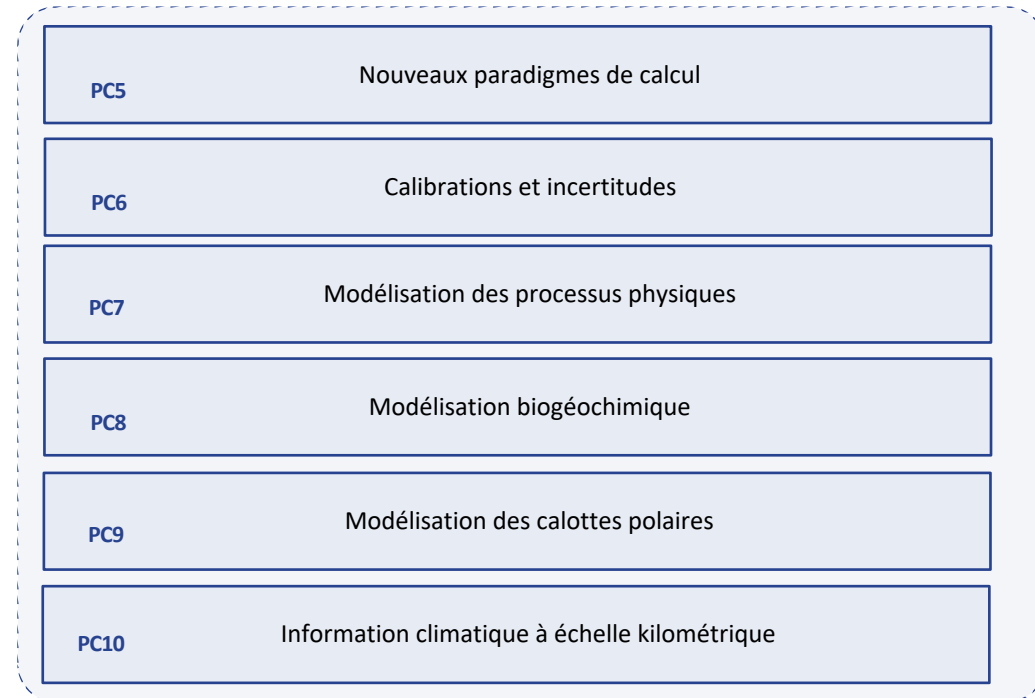 PC5
Nouveaux paradigmes de calcul
PC6
Calibrations et incertitudes
PC7
Modélisation des processus physiques
PC8
Modélisation biogéochimique
PC9
Modélisation des calottes polaires
PC10
Information climatique à échelle kilométrique